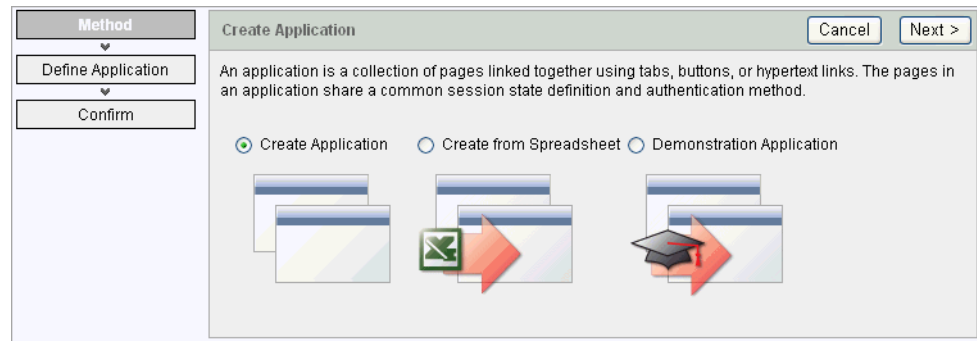 Method
Define Application
Confirm
Create Application
Cancel
Next >
An application is a collection of pages linked together using tabs, buttons, or hypertext links. The pages in
an application share a common session state definition and authentication method.
Create Application
Create from Spreadsheet
Demonstration Application